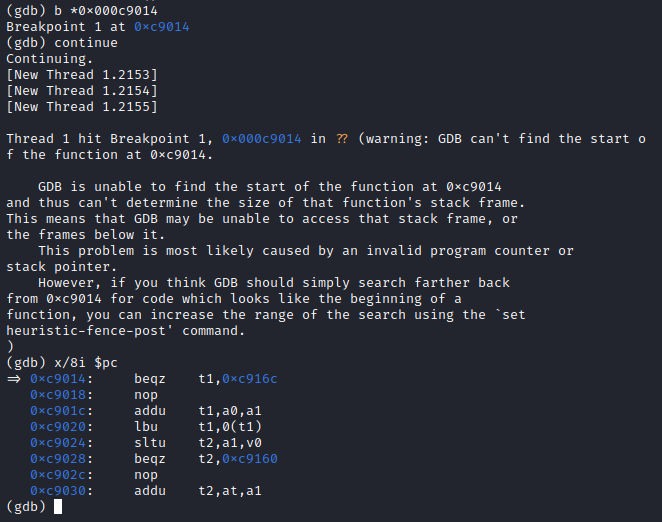 (gdb) b *0×000c9014
Breakpoint 1 at 0×c9014
(gdb) continue
Continuing.
[New Thread 1.2153]
[New Thread 1.2154]
[New Thread 1.2155]
Thread 1 hit Breakpoint 1, 0×000c9014 in ?? (warning: GDB can't find the start o
f the function at 0×c9014.
GDB is unable to find the start of the function at 0×c9014
and thus can't determine the size of that function's stack frame.
This means that GDB may be unable to access that stack frame, or
the frames below it.
This problem is most likely caused by an invalid program counter or
stack pointer.
However, if you think GDB should simply search farther back
from 0×c9014 for code which looks like the beginning of a
function, you can increase the range of the search using the `set
heuristic-fence-post' command.
)
(gdb) x/8i $pc
⇒ 0×c9014: beqz t1,0×c916c
0×c9018: nop
0×c901c: addu t1,a0,a1
0×c9020: lbu t1,0(t1)
0×c9024: sltu t2,a1,v0
0×c9028: beqz t2,0×c9160
0×c902c: nop
0×c9030: addu t2,at,a1
(gdb)